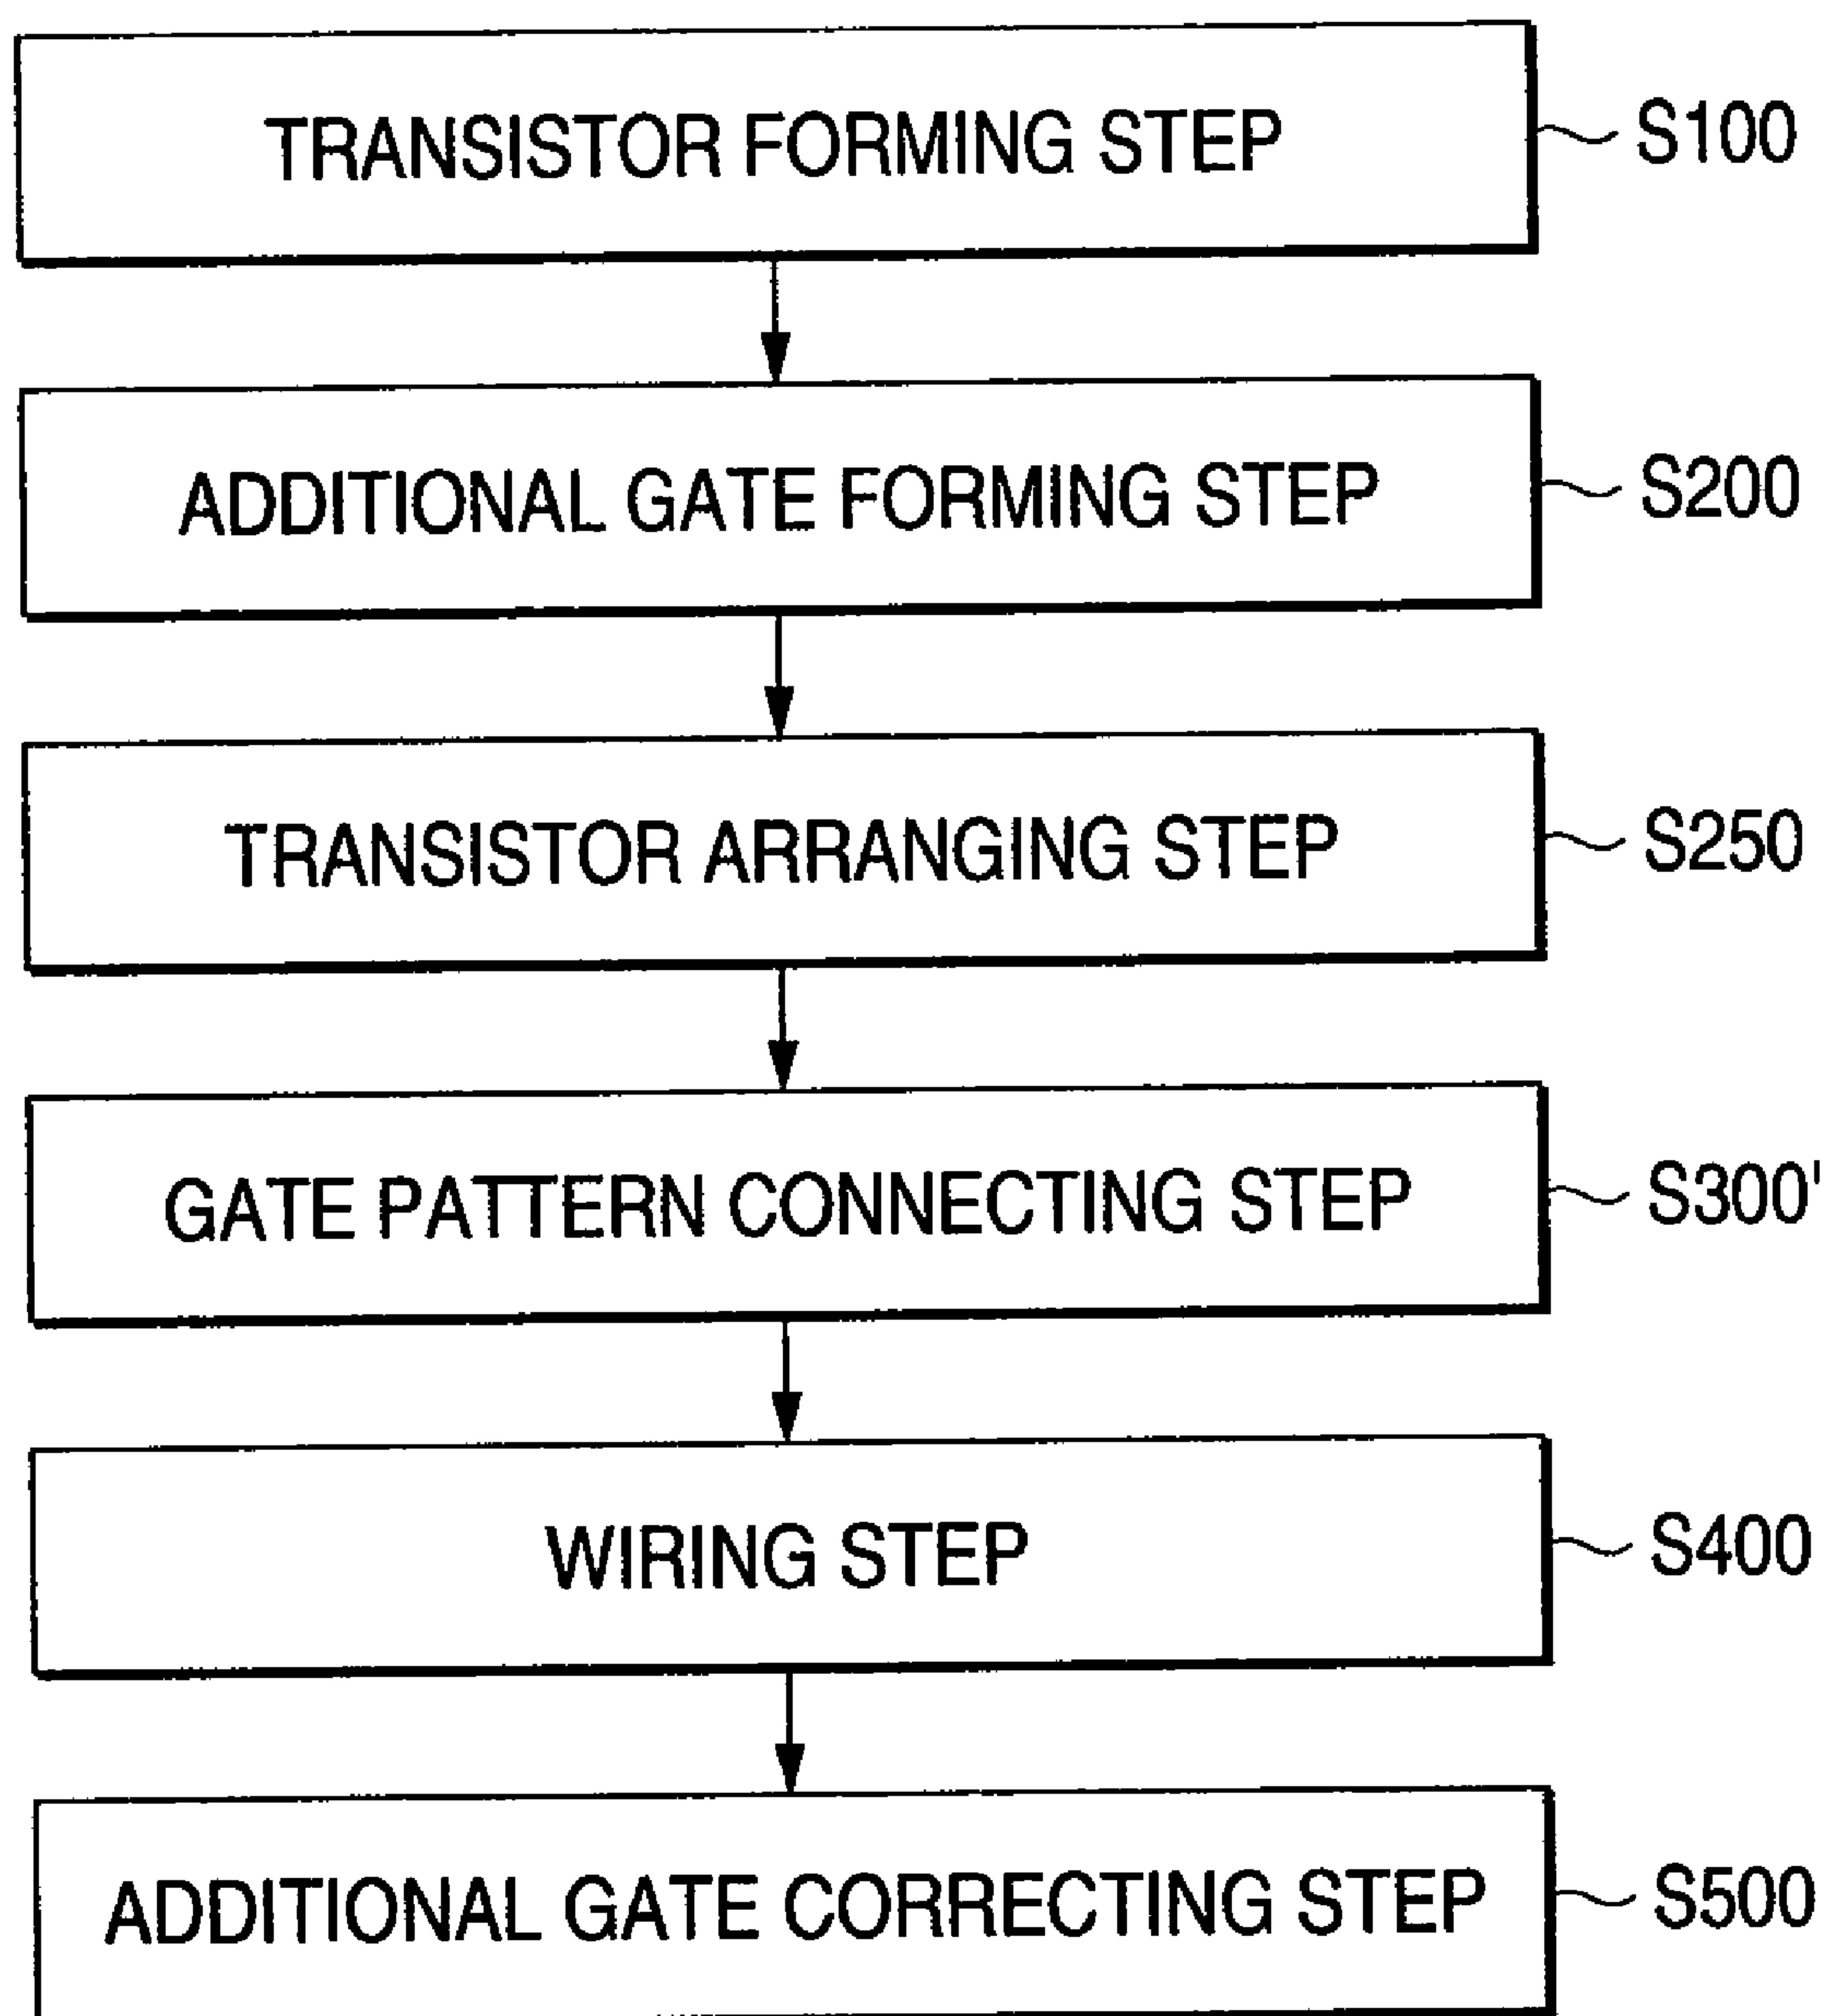 TRANSISTOR FORMING STEP S100
ADDITIONAL GATE FORMING STEP S200
TRANSISTOR ARRANGING STEP S250
GATE PATTERN CONNECTING STEP S300'
WIRING STEP S400
ADDITIONAL GATE CORRECTING STEP S500